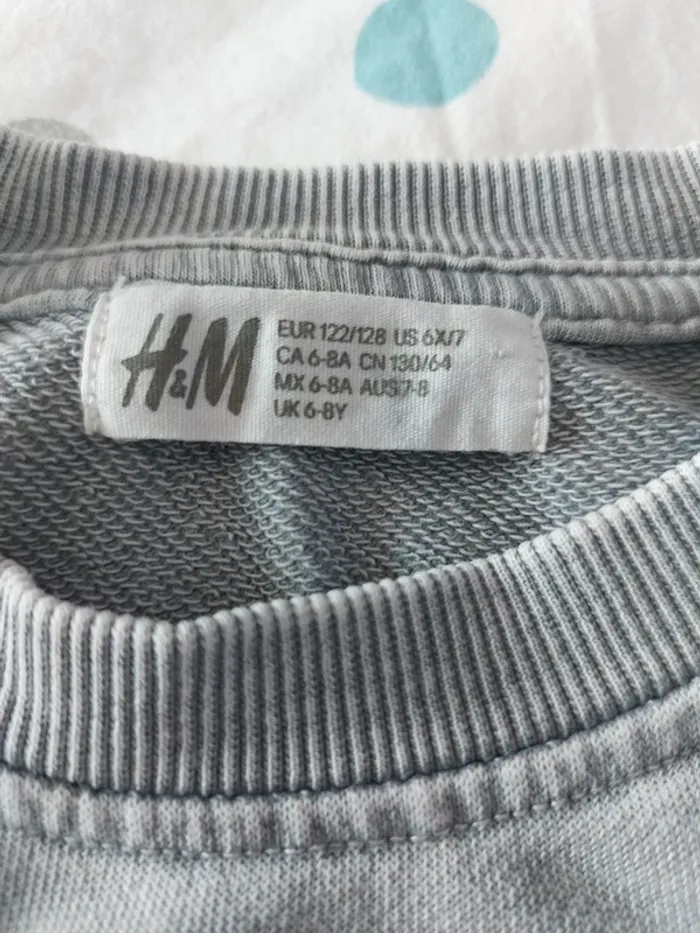 H&M
EUR 122/128 US 6X/7
CA 6-8A CN 130/64
MX 6-8A AUS 7-8
UK 6-8Y